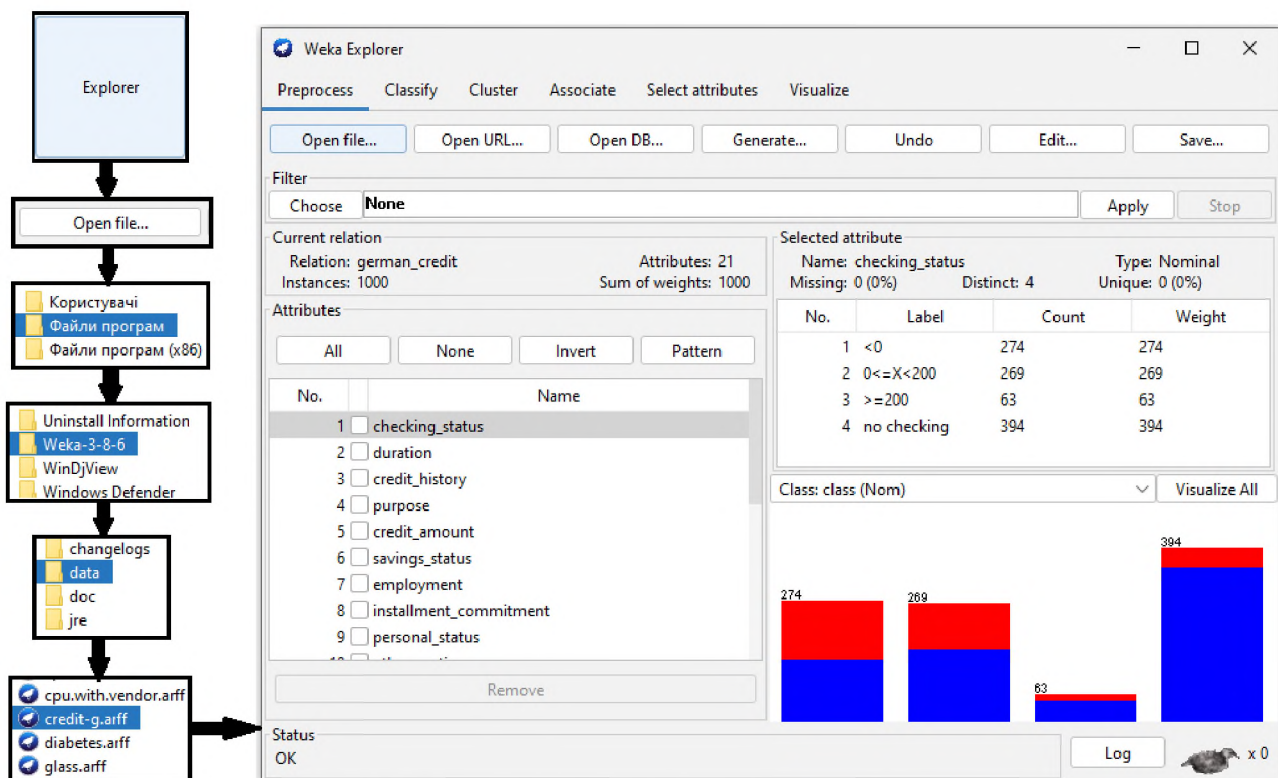 Explorer
Open file...
Користувачі
Файли програм
Файли програм (x86)
Uninstall Information
Weka-3-8-6
WinDjView
Windows Defender
changelogs
data
doc
jre
cpu.with.vendor.arff
credit-g.arff
diabetes.arff
glass.arff
Weka Explorer
Preprocess Classify Cluster Associate Select attributes Visualize
Open file... Open URL... Open DB... Generate... Undo Edit... Save...
Filter
Choose None Apply Stop
Current relation
Relation: german_credit Attributes: 21
Instances: 1000 Sum of weights: 1000
Attributes
All None Invert Pattern
No. Name
1 checking_status
2 duration
3 credit_history
4 purpose
5 credit_amount
6 savings_status
7 employment
8 installment_commitment
9 personal_status
Remove
Selected attribute
Name: checking_status Type: Nominal
Missing: 0 (0%) Distinct: 4 Unique: 0 (0%)
No. Label Count Weight
1 <0 274 274
2 0<=X<200 269 269
3 >=200 63 63
4 no checking 394 394
Class: class (Nom) Visualize All
274 269 63 394
Status
OK
Log x 0